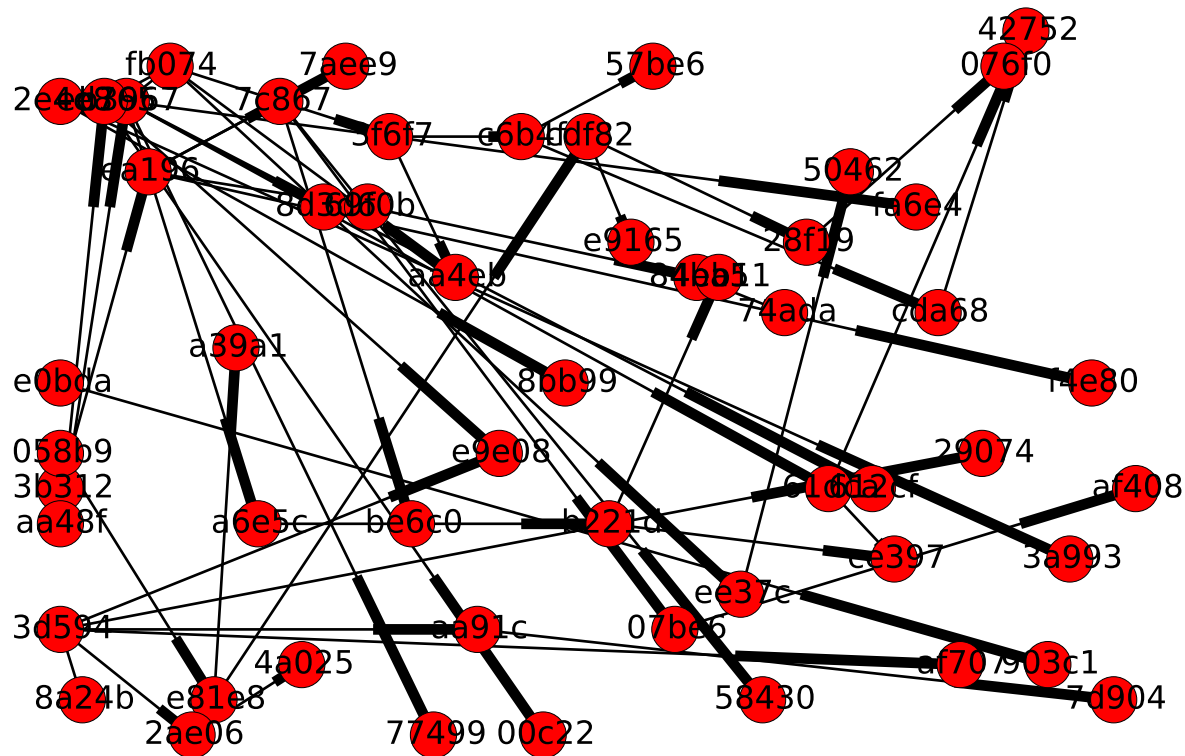 42752
fb074
7aee9
57be6
076f0
7c867
5f6f7
c6b4f
fdf82
ea196
50462
fa6e4
e9165
28f19
aa4eb
74ada
cda68
a39a1
e0bda
8bb99
f4e80
058b9
e9e08
29074
3b312
af408
aa48f
a6e5c
be6c0
b221d
ce397
3a993
ee37c
3d594
aa91c
07be6
4a025
af707
903c1
8a24b
e81e8
58430
7d904
2ae06
77499
00c22